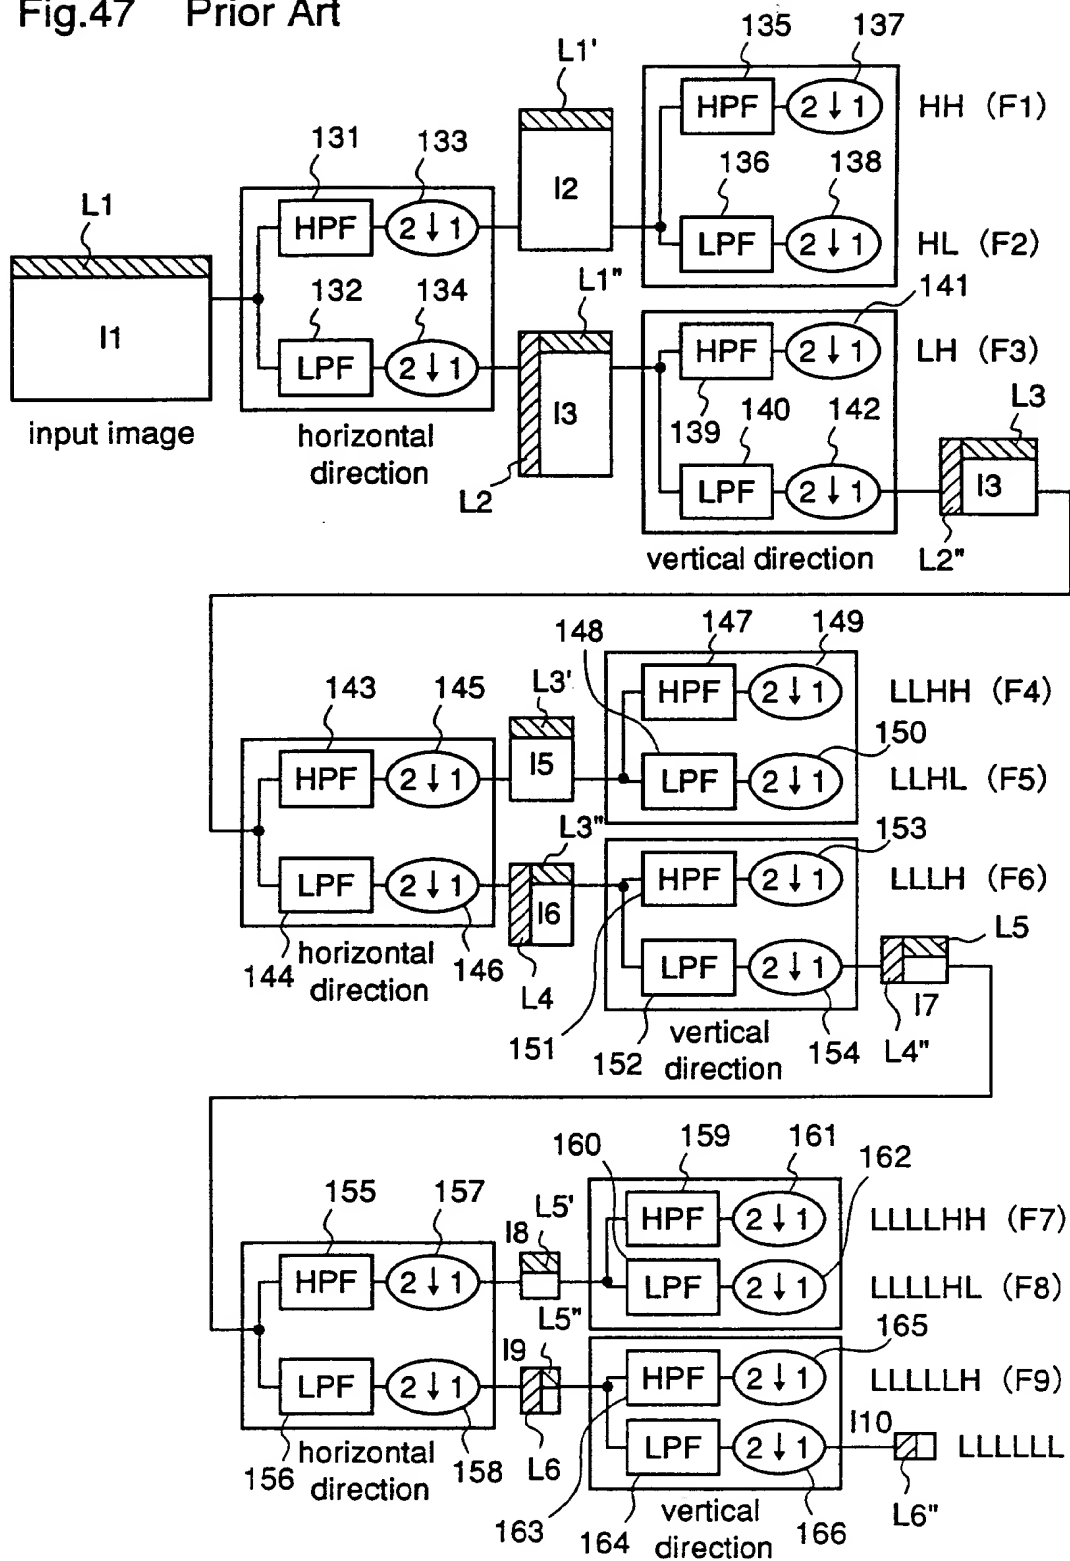 Fig.47 Prior Art
135 137
L1'
HPF 2↓1 HH (F1)
131 133
136 138
I2
L1
HPF 2↓1
LPF 2↓1 HL (F2)
132 134
L1"
141
I1
HPF 2↓1 LH (F3)
LPF 2↓1
I3
139 140 142
L3
input image
horizontal
direction
L2
LPF 2↓1
I3
vertical direction
L2"
148 147 149
143 145
L3'
HPF 2↓1 LLHH (F4)
150
HPF 2↓1
I5
LPF 2↓1 LLHL (F5)
L3"
153
LPF 2↓1
I6
HPF 2↓1 LLLH (F6)
L5
144 horizontal 146
direction
L4
LPF 2↓1
I7
151 152 vertical 154 L4"
direction
160 159 161 162
155 157
I8 L5'
HPF 2↓1 LLLLHH (F7)
HPF 2↓1
LPF 2↓1 LLLLHL (F8)
L5"
165
I9
LPF 2↓1
HPF 2↓1 LLLLLH (F9)
I10
156 horizontal 158
direction
L6
LPF 2↓1 LLLLLL
163 164 vertical 166
direction
L6"